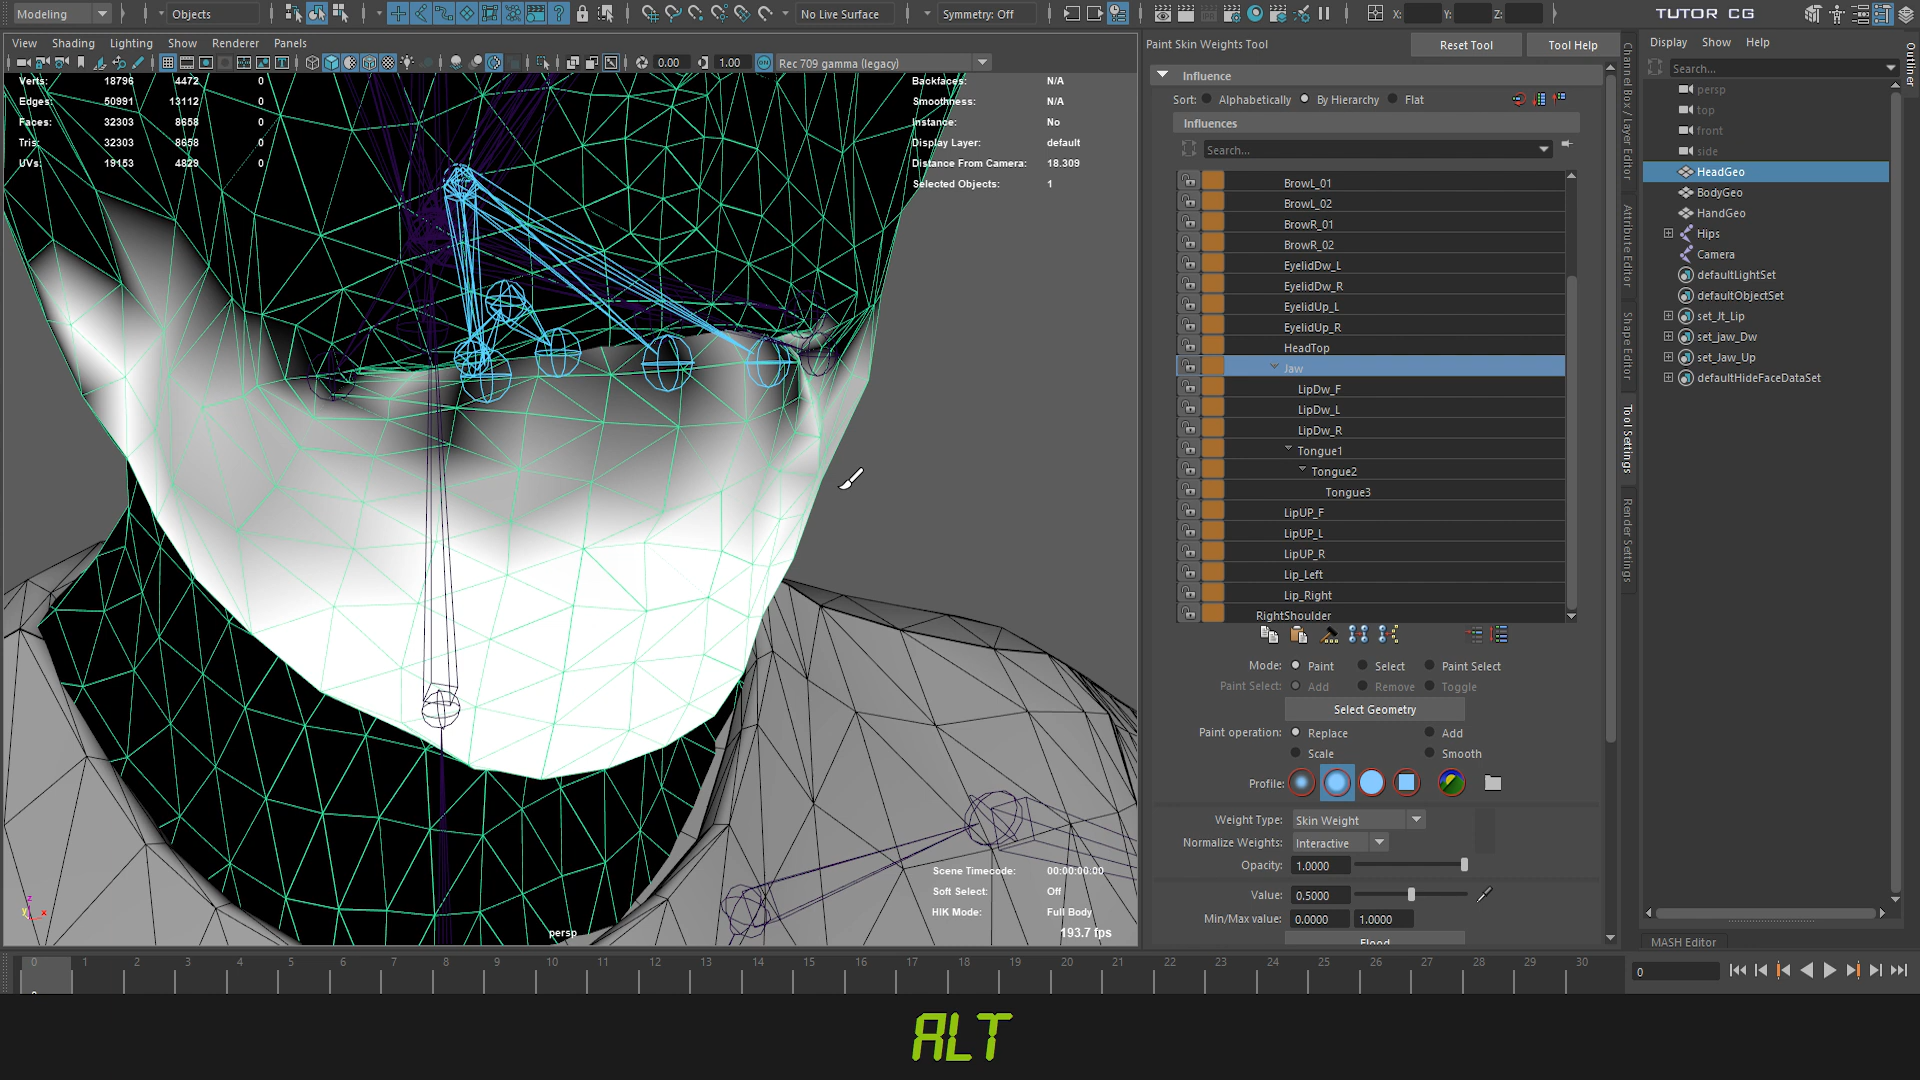 Modeling Objects No Live Surface Symmetry: Off X: Y: Z: TUTOR CG
View Shading Lighting Show Renderer Panels
0.00 1.00 Rec 709 gamma (legacy)
Verts: 18796 4472 0
Edges: 50991 13112 0
Faces: 32303 8658 0
Tris: 32303 8658 0
UVs: 19153 4829 0
Backfaces: N/A
Smoothness: N/A
Instance: No
Display Layer: default
Distance From Camera: 18.309
Selected Objects: 1
Scene Timecode: 00:00:00:00
Soft Select: Off
HIK Mode: Full Body
persp
193.7 fps
Paint Skin Weights Tool Reset Tool Tool Help
Influence
Sort: Alphabetically By Hierarchy Flat
Influences
Search...
BrowL_01
BrowL_02
BrowR_01
BrowR_02
EyelidDw_L
EyelidDw_R
EyelidUp_L
EyelidUp_R
HeadTop
Jaw
LipDw_F
LipDw_L
LipDw_R
Tongue1
Tongue2
Tongue3
LipUP_F
LipUP_L
LipUP_R
Lip_Left
Lip_Right
RightShoulder
Mode: Paint Select Paint Select
Paint Select: Add Remove Toggle
Select Geometry
Paint operation: Replace Add
Scale Smooth
Profile:
Weight Type: Skin Weight
Normalize Weights: Interactive
Opacity: 1.0000
Value: 0.5000
Min/Max value: 0.0000 1.0000
Flood
Channel Box / Layer Editor
Attribute Editor
Shape Editor
Tool Settings
Render Settings
Display Show Help
Search...
persp
top
front
side
HeadGeo
BodyGeo
HandGeo
Hips
Camera
defaultLightSet
defaultObjectSet
set_Jt_Lip
set_jaw_Dw
set_Jaw_Up
defaultHideFaceDataSet
Outliner
MASH Editor
0 1 2 3 4 5 6 7 8 9 10 11 12 13 14 15 16 17 18 19 20 21 22 23 24 25 26 27 28 29 30
0
0
ALT